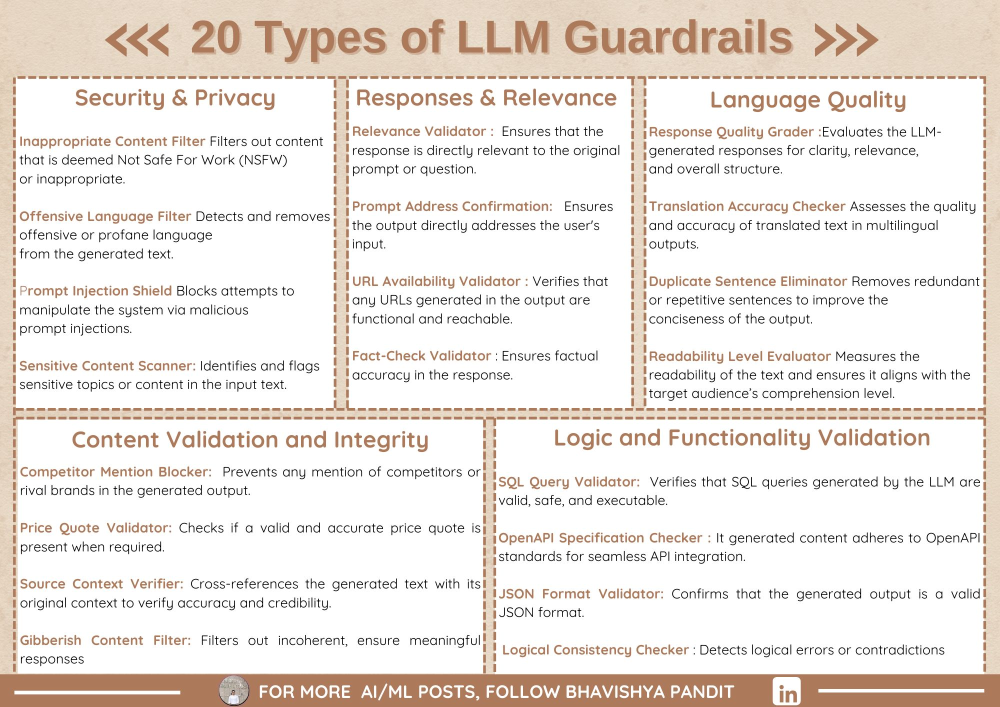 <<< 20 Types of LLM Guardrails >>>
Security & Privacy
Inappropriate Content Filter Filters out content
that is deemed Not Safe For Work (NSFW)
or inappropriate.
Offensive Language Filter Detects and removes
offensive or profane language
from the generated text.
Prompt Injection Shield Blocks attempts to
manipulate the system via malicious
prompt injections.
Sensitive Content Scanner: Identifies and flags
sensitive topics or content in the input text.
Responses & Relevance
Relevance Validator : Ensures that the
response is directly relevant to the original
prompt or question.
Prompt Address Confirmation: Ensures
the output directly addresses the user's
input.
URL Availability Validator : Verifies that
any URLs generated in the output are
functional and reachable.
Fact-Check Validator : Ensures factual
accuracy in the response.
Language Quality
Response Quality Grader :Evaluates the LLM-
generated responses for clarity, relevance,
and overall structure.
Translation Accuracy Checker Assesses the quality
and accuracy of translated text in multilingual
outputs.
Duplicate Sentence Eliminator Removes redundant
or repetitive sentences to improve the
conciseness of the output.
Readability Level Evaluator Measures the
readability of the text and ensures it aligns with the
target audience’s comprehension level.
Content Validation and Integrity
Competitor Mention Blocker: Prevents any mention of competitors or
rival brands in the generated output.
Price Quote Validator: Checks if a valid and accurate price quote is
present when required.
Source Context Verifier: Cross-references the generated text with its
original context to verify accuracy and credibility.
Gibberish Content Filter: Filters out incoherent, ensure meaningful
responses
Logic and Functionality Validation
SQL Query Validator: Verifies that SQL queries generated by the LLM are
valid, safe, and executable.
OpenAPI Specification Checker : It generated content adheres to OpenAPI
standards for seamless API integration.
JSON Format Validator: Confirms that the generated output is a valid
JSON format.
Logical Consistency Checker : Detects logical errors or contradictions
FOR MORE AI/ML POSTS, FOLLOW BHAVISHYA PANDIT
in